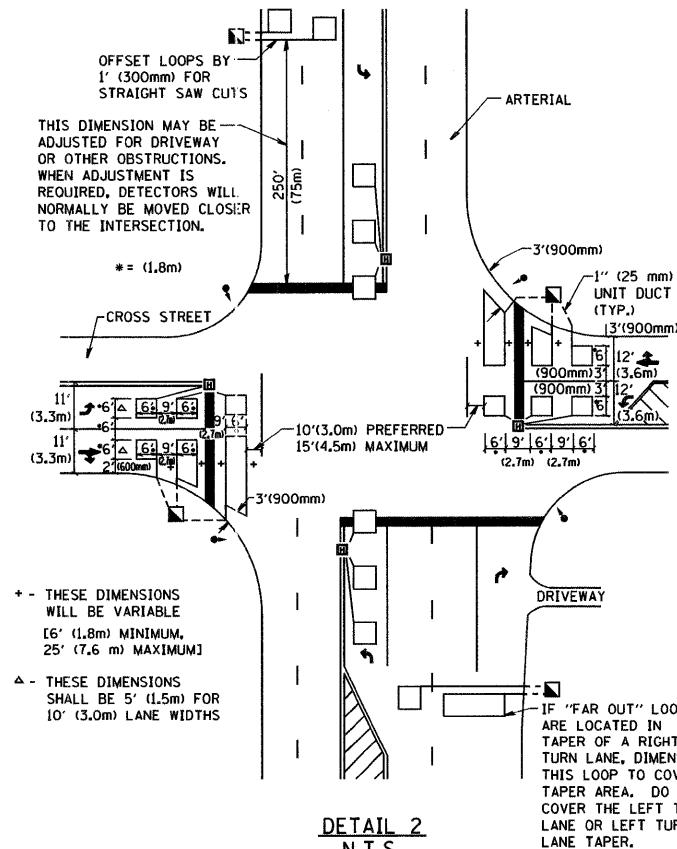 OFFSET LOOPS BY
1' (300mm) FOR
STRAIGHT SAW CUTS
ARTERIAL
THIS DIMENSION MAY BE
ADJUSTED FOR DRIVEWAY
OR OTHER OBSTRUCTIONS.
WHEN ADJUSTMENT IS
REQUIRED, DETECTORS WILL
NORMALLY BE MOVED CLOSER
TO THE INTERSECTION.
250'
(75m)
* = (1.8m)
3'(900mm)
1" (25 mm)
UNIT DUCT
(TYP.)
CROSS STREET
3'(900mm)
6'
12'
(3.6m)
(900mm)3'
(900mm)3'
12'
(3.6m)
6'
H
H
H
H
11'
(3.3m)
6'
6' 9' 6'
(2.7m)
9' 6'
(2.7m)
6'
11'
(3.3m)
6'
6' 9' 6'
(2.7m)
2'
(600mm)
10'(3.0m) PREFERRED
15'(4.5m) MAXIMUM
6' 9' 6' 9' 6'
(2.7m) (2.7m)
3'(900mm)
+ - THESE DIMENSIONS
WILL BE VARIABLE
[6' (1.8m) MINIMUM,
25' (7.6 m) MAXIMUM]
DRIVEWAY
△ - THESE DIMENSIONS
SHALL BE 5' (1.5m) FOR
10' (3.0m) LANE WIDTHS
IF "FAR OUT" LOO
ARE LOCATED IN
TAPER OF A RIGHT
TURN LANE, DIMEN
THIS LOOP TO COV
TAPER AREA. DO
COVER THE LEFT T
LANE OR LEFT TUR
LANE TAPER.
DETAIL 2
N.T.S.